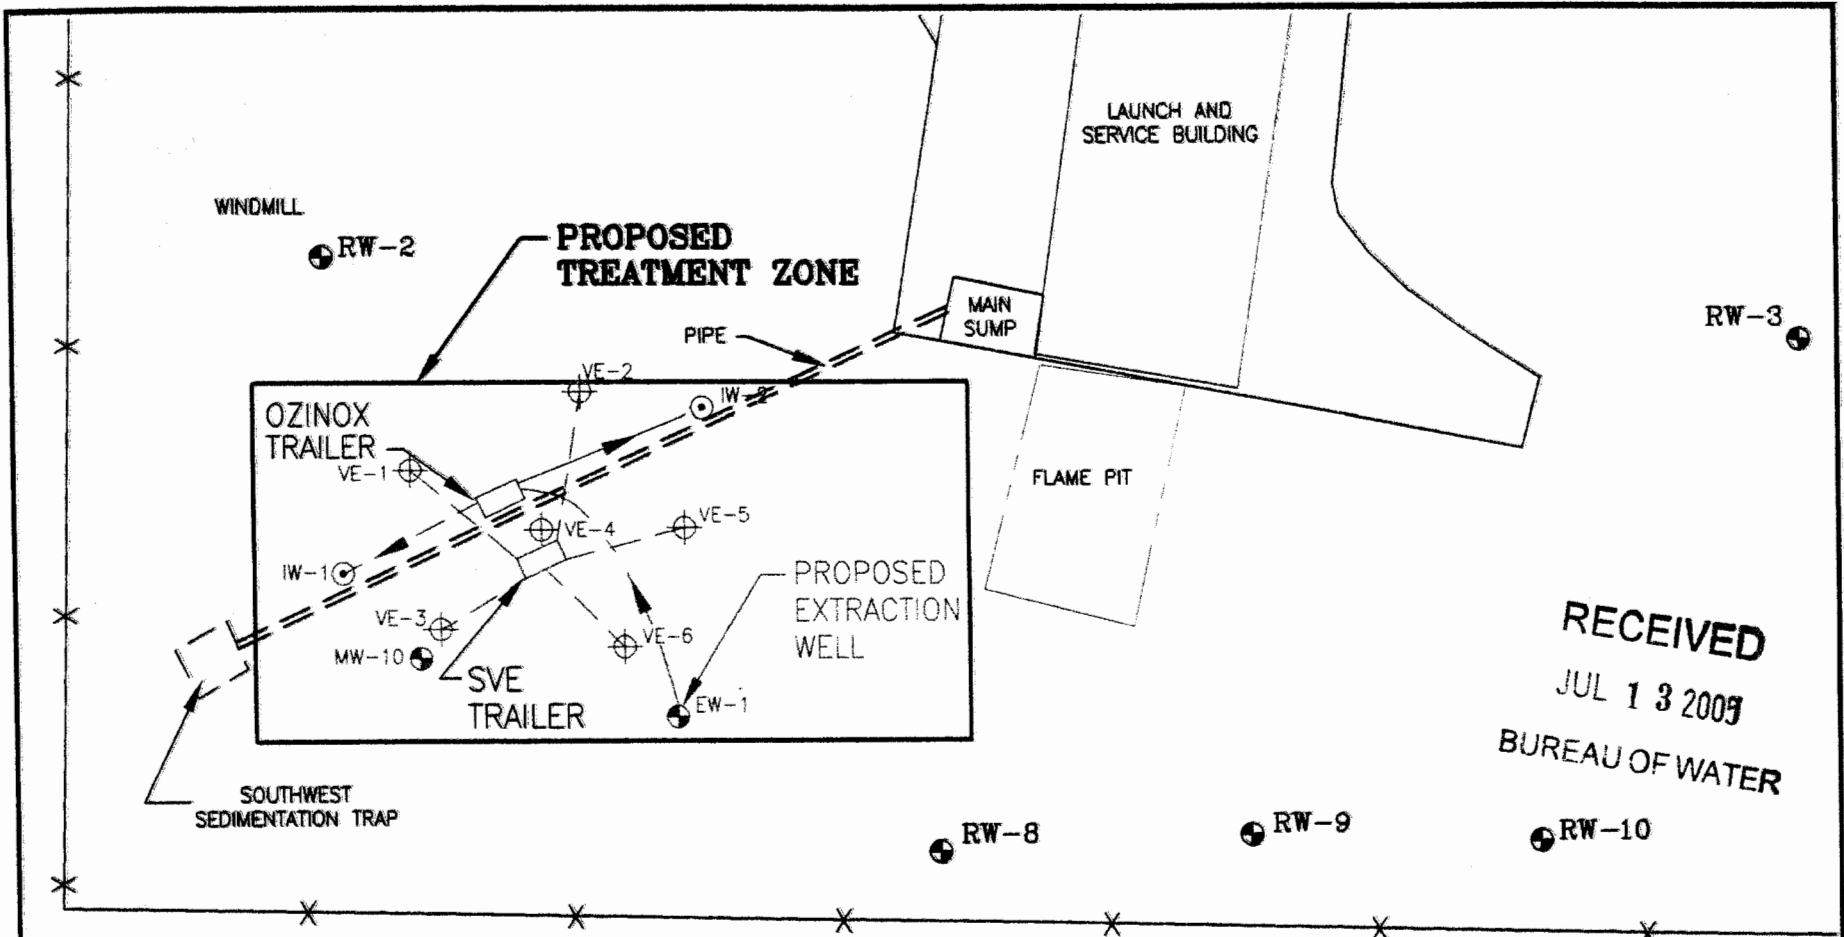 LAUNCH AND
SERVICE BUILDING
WINDMILL
RW-2
PROPOSED
TREATMENT ZONE
MAIN
SUMP
RW-3
PIPE
VE-2
IW-2
OZINOX
TRAILER
VE-1
FLAME PIT
VE-4
VE-5
IW-1
PROPOSED
EXTRACTION
WELL
VE-3
VE-6
MW-10
SVE
TRAILER
EW-1
RECEIVED
JUL 13 2009
BUREAU OF WATER
SOUTHWEST
SEDIMENTATION TRAP
RW-8
RW-9
RW-10